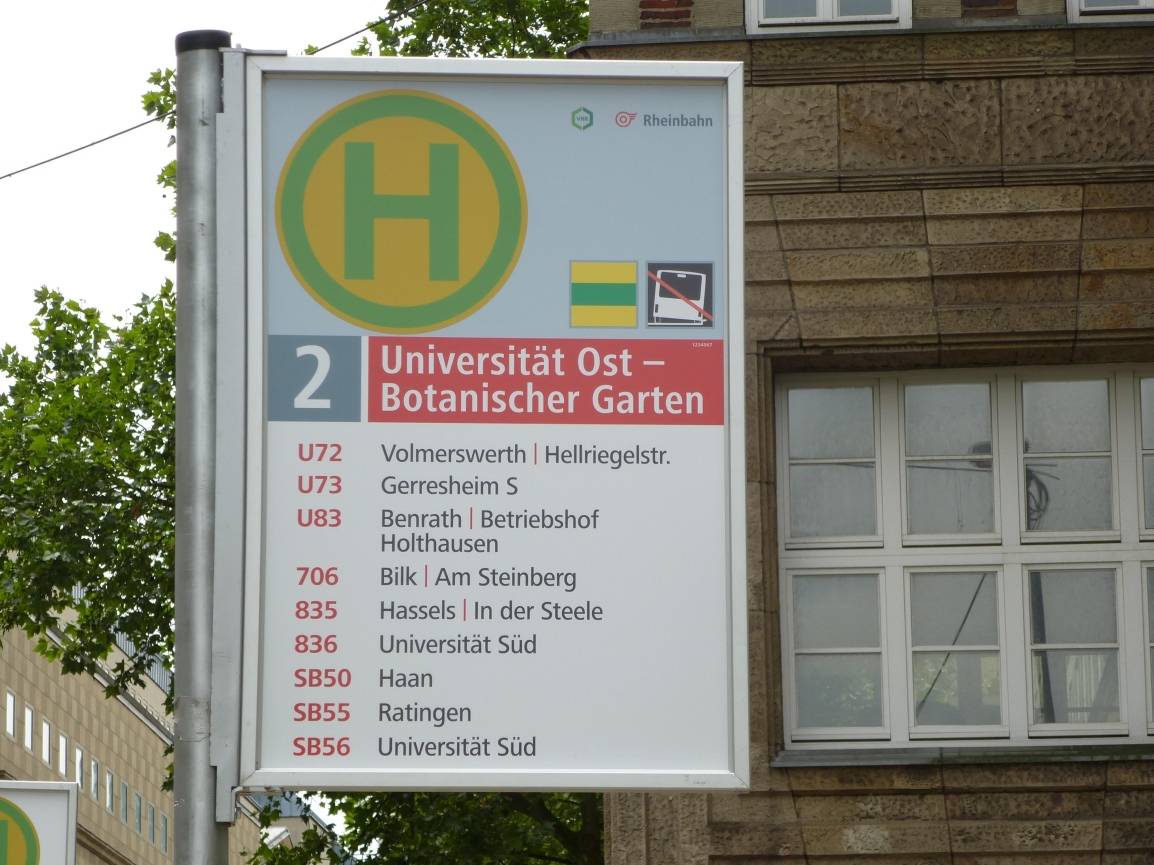 H
VRR
Rheinbahn
1234567
2
Universität Ost –
Botanischer Garten
U72 Volmerswerth | Hellriegelstr.
U73 Gerresheim S
U83 Benrath | Betriebshof
Holthausen
706 Bilk | Am Steinberg
835 Hassels | In der Steele
836 Universität Süd
SB50 Haan
SB55 Ratingen
SB56 Universität Süd